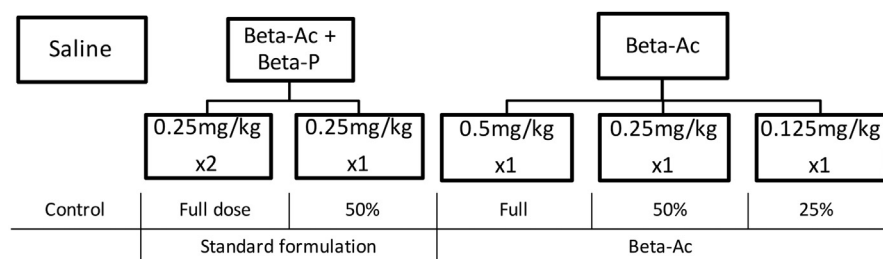 Saline
Beta-Ac +
Beta-P
Beta-Ac
0.25mg/kg
x2
0.25mg/kg
x1
0.5mg/kg
x1
0.25mg/kg
x1
0.125mg/kg
x1
Control Full dose 50% Full 50% 25%
Standard formulation Beta-Ac